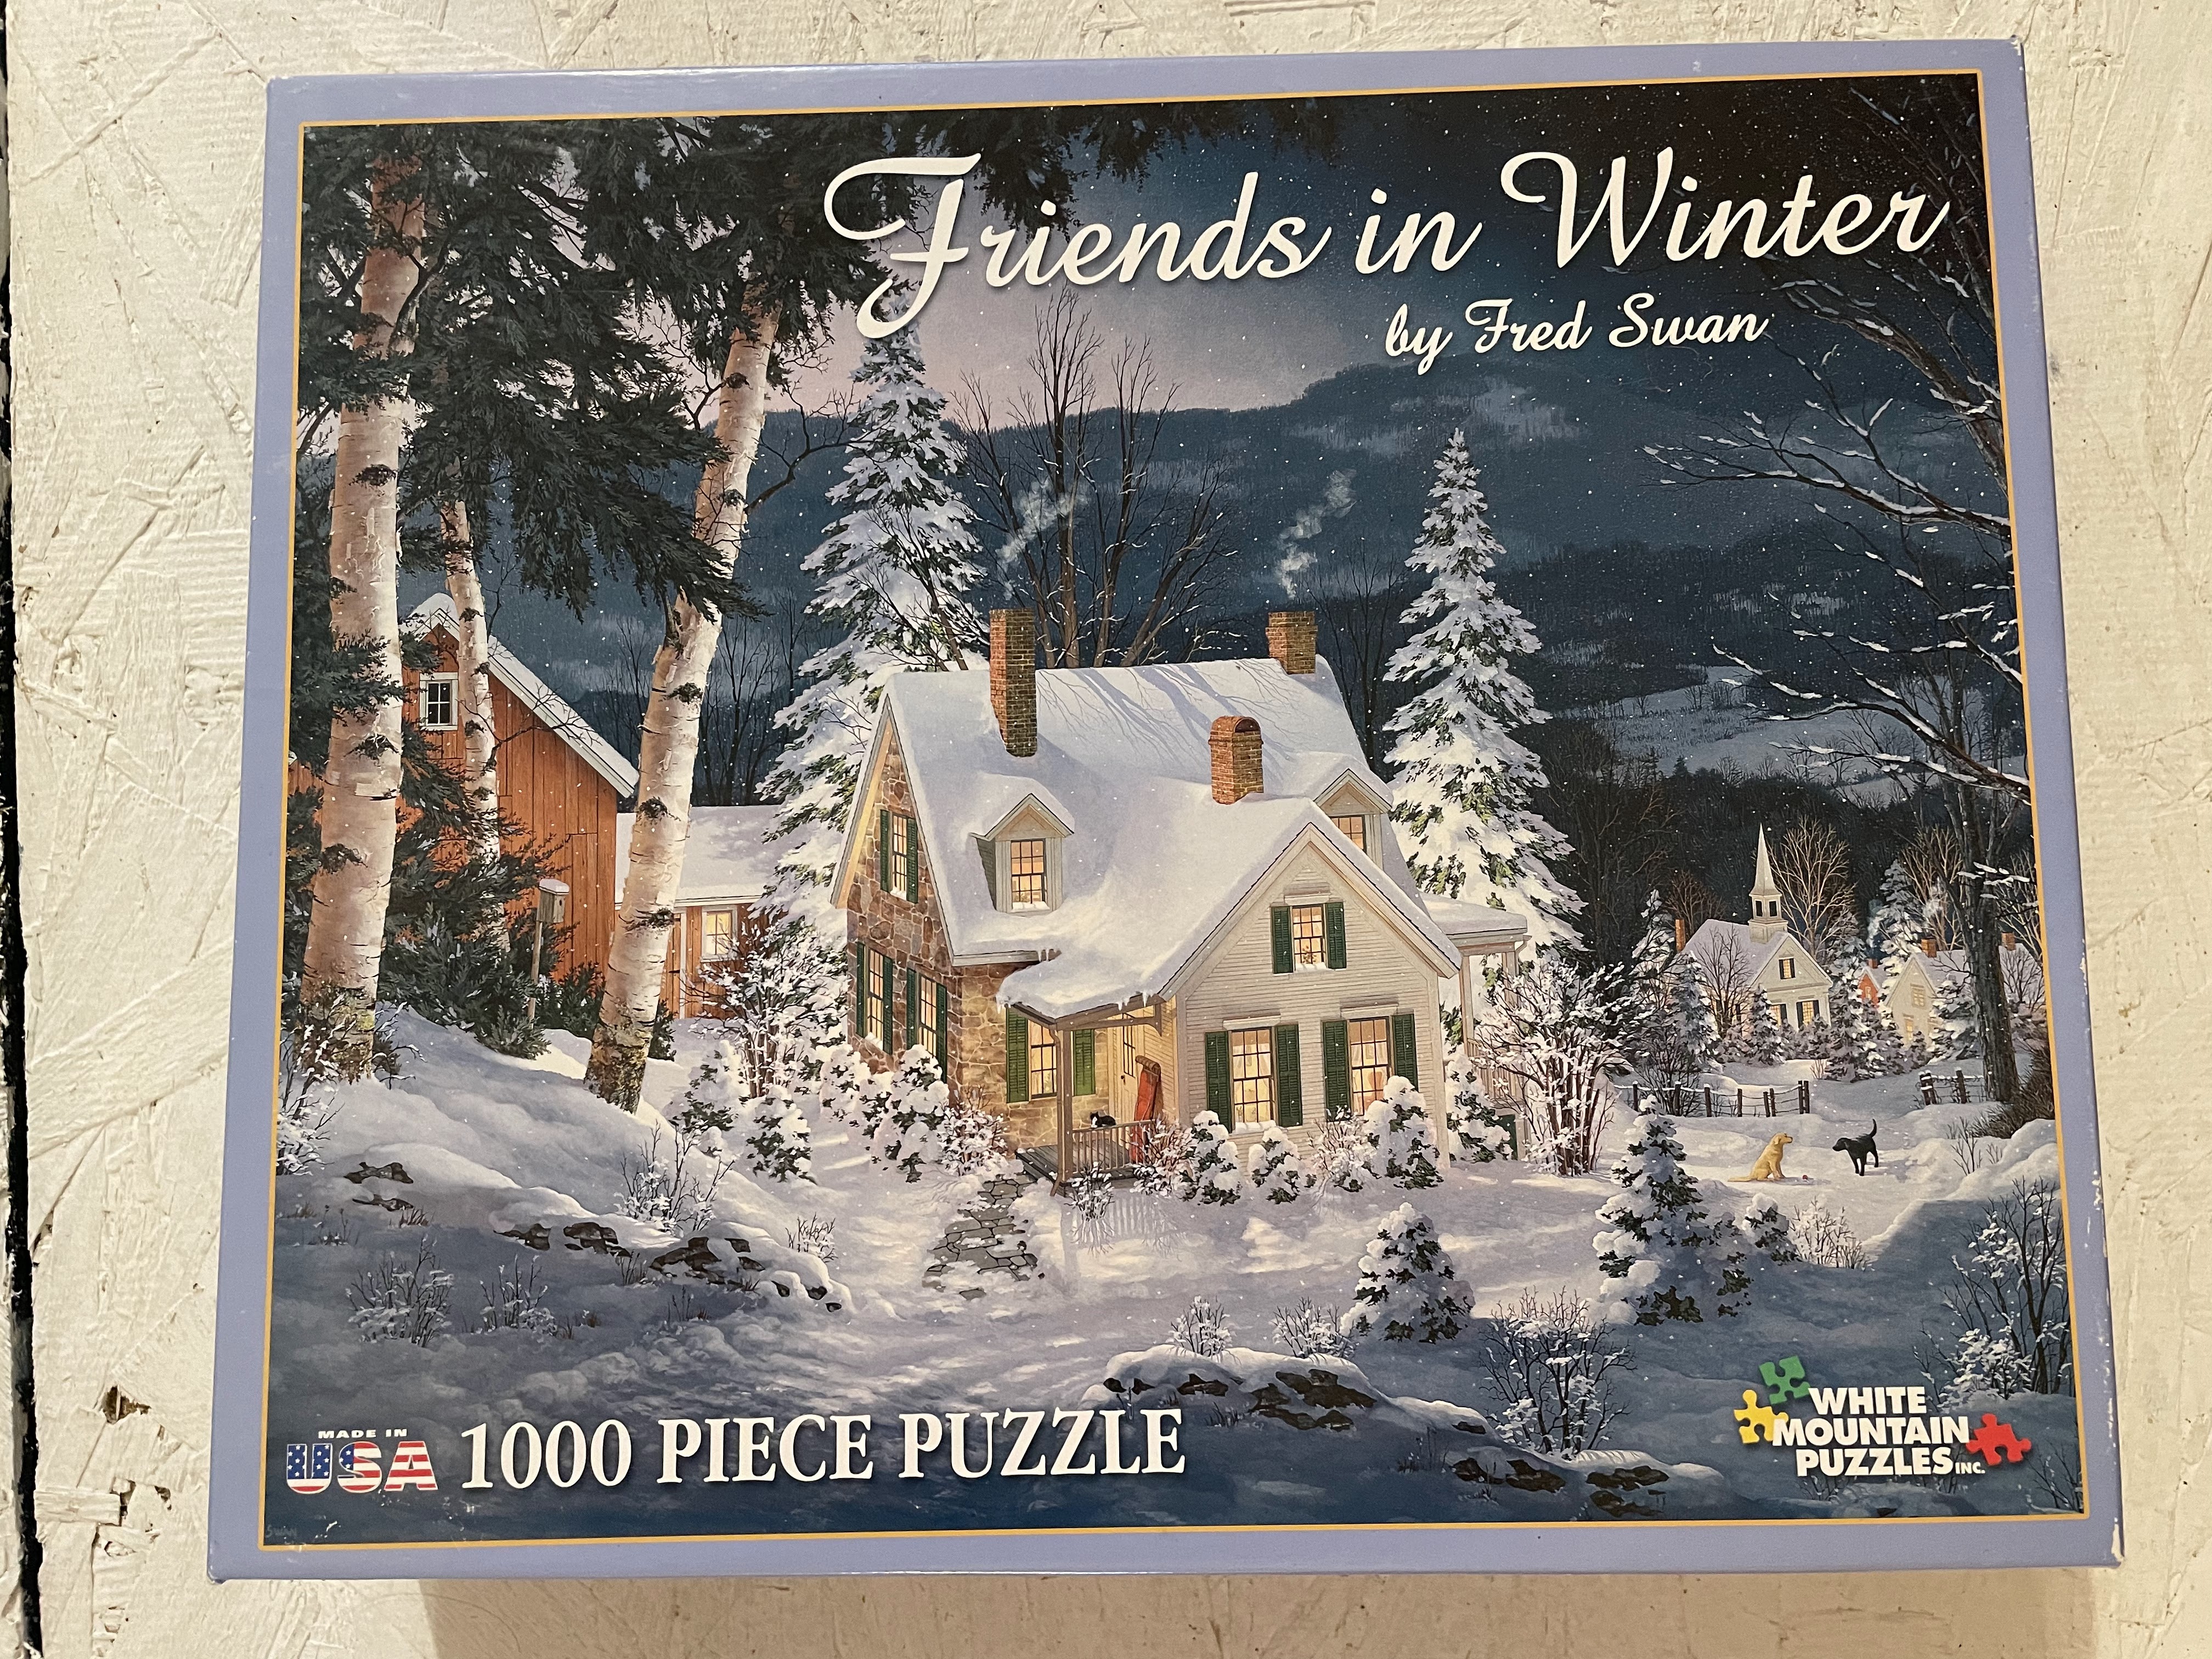 Friends in Winter
by Fred Swan
MADE IN
USA
1000 PIECE PUZZLE
WHITE
MOUNTAIN
PUZZLES INC.